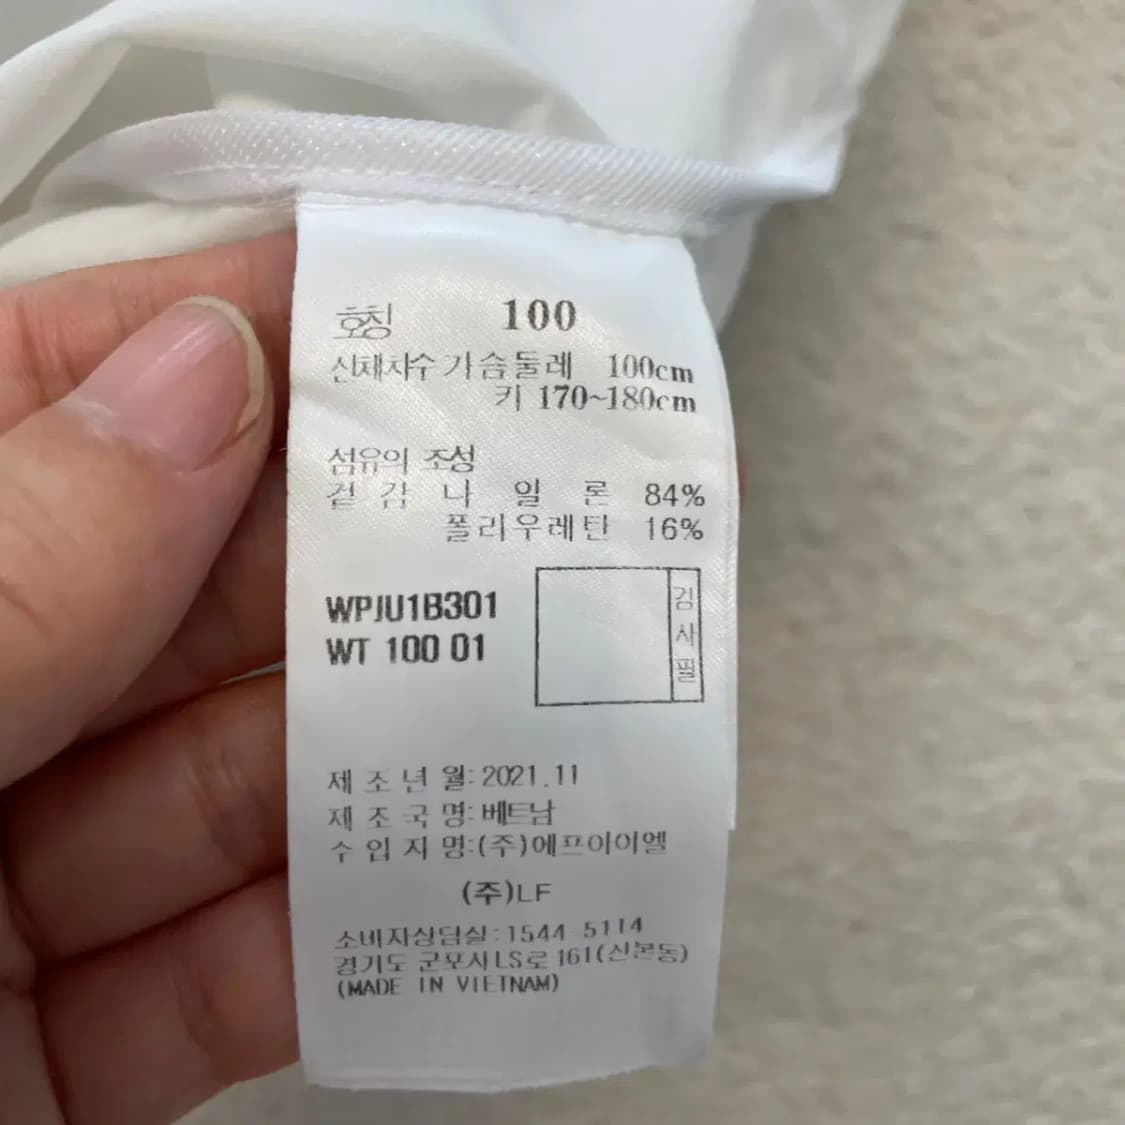 호칭 100
신체치수 가슴둘레 100cm
키 170~180cm
섬유의 조성
겉감 나일론 84%
폴리우레탄 16%
WPJU1B301
WT 100 01
검사필
제조년월:2021.11
제조국명:베트남
수입자명:(주)에프이이엘
(주)LF
소비자상담실:1544-5114
경기도 군포시 LS로 161(산본동)
(MADE IN VIETNAM)